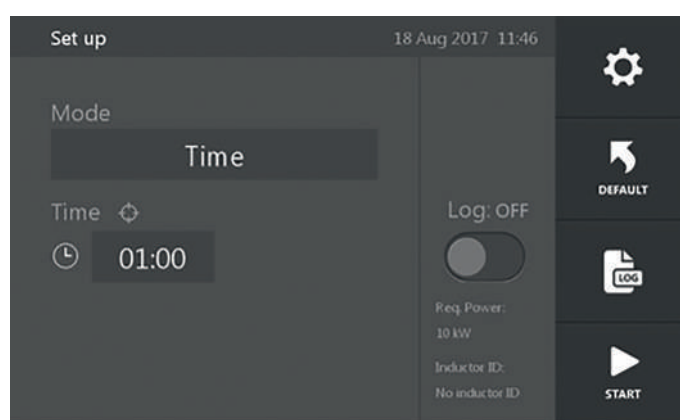 Set up
18 Aug 2017 11:46
Mode
Time
Time
01:00
Log: OFF
Req. Power:
10 kW
Inductor ID:
No inductor ID
DEFAULT
LOG
START